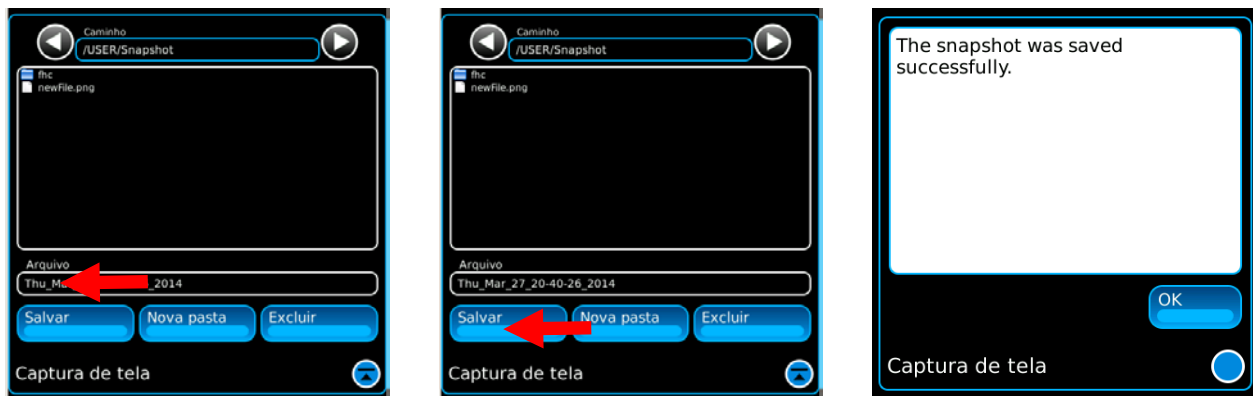 Caminho
/USER/Snapshot
fhc
newFile.png
Arquivo
_2014
Salvar
Nova pasta
Excluir
Captura de tela
Caminho
/USER/Snapshot
fhc
newFile.png
Arquivo
Thu_Mar_27_20-40-26_2014
Salvar
Nova pasta
Excluir
Captura de tela
The snapshot was saved
successfully.
OK
Captura de tela